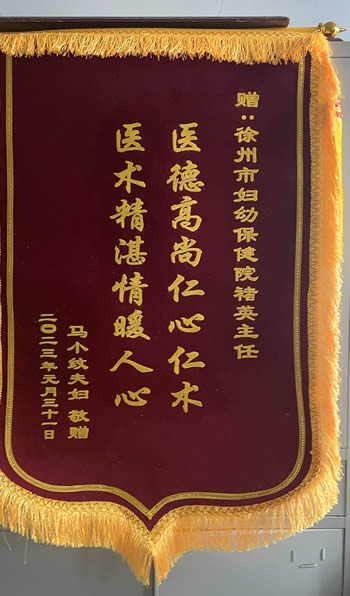 赠：徐州市妇幼保健院褚英主任
医德高尚仁心仁术
医术精湛情暖人心
马个纹夫妇 敬赠
二〇二三年元月三十一日